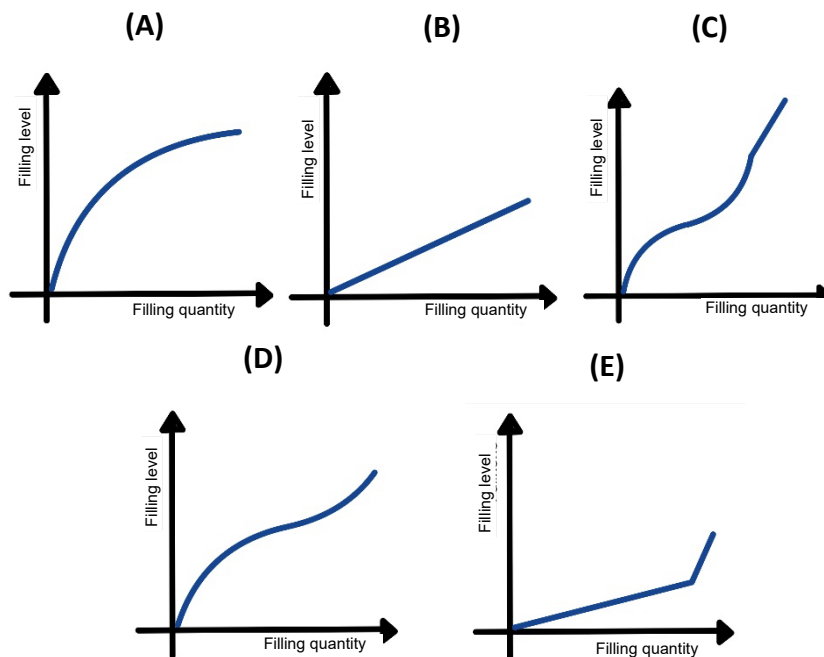 (A)
(B)
(C)
Filling level
Filling quantity
Filling level
Filling quantity
Filling level
Filling quantity
(D)
(E)
Filling level
Filling quantity
Filling level
Filling quantity